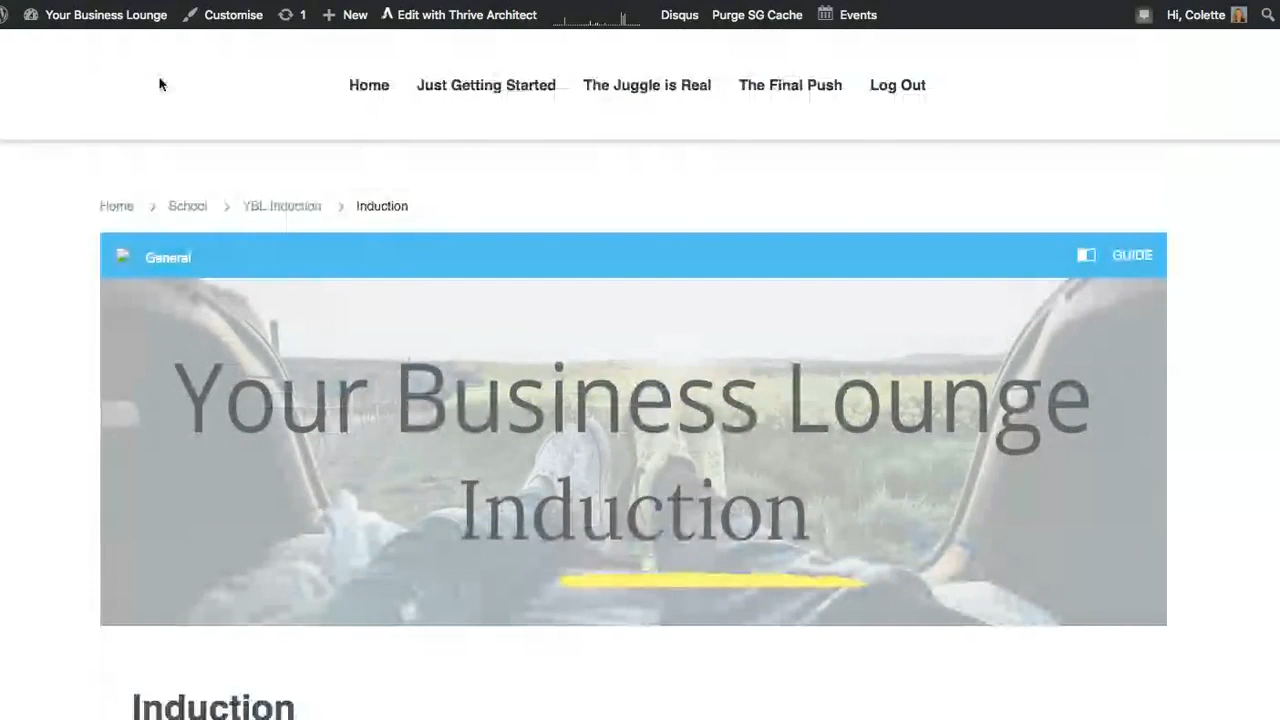 Your Business Lounge Customise 1 New Edit with Thrive Architect Disqus Purge SG Cache Events Hi, Colette
Home Just Getting Started The Juggle is Real The Final Push Log Out
Home School YBL Induction Induction
General GUIDE
Your Business Lounge
Induction
Induction